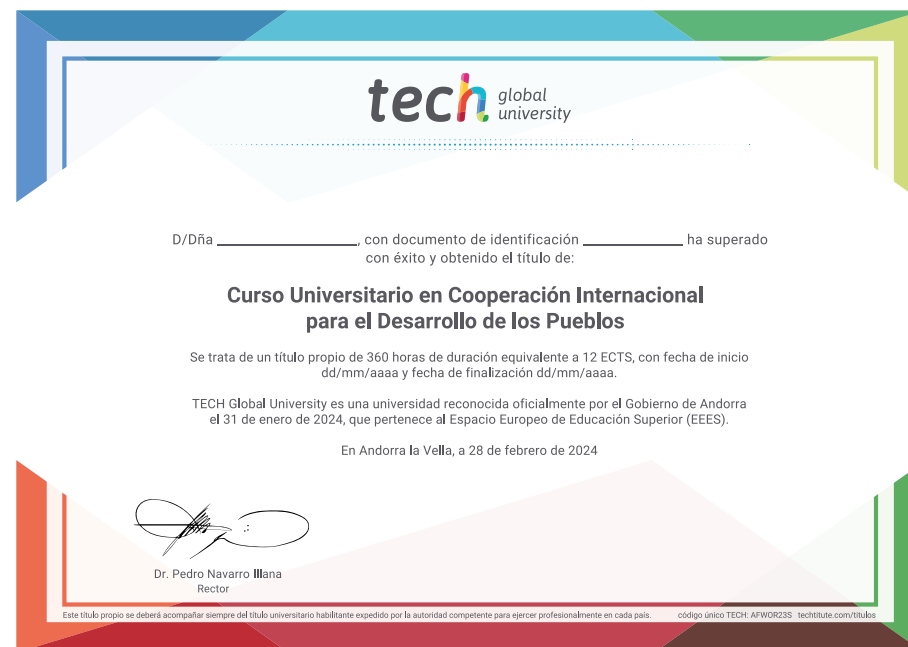 tech global university
D/Dña ____________________, con documento de identificación ______________ ha superado
con éxito y obtenido el título de:
Curso Universitario en Cooperación Internacional
para el Desarrollo de los Pueblos
Se trata de un título propio de 360 horas de duración equivalente a 12 ECTS, con fecha de inicio
dd/mm/aaaa y fecha de finalización dd/mm/aaaa.
TECH Global University es una universidad reconocida oficialmente por el Gobierno de Andorra
el 31 de enero de 2024, que pertenece al Espacio Europeo de Educación Superior (EEES).
En Andorra la Vella, a 28 de febrero de 2024
Dr. Pedro Navarro Illana
Rector
Este título propio se deberá acompañar siempre del título universitario habilitante expedido por la autoridad competente para ejercer profesionalmente en cada país. código único TECH: AFWOR23S techtitute.com/titulos